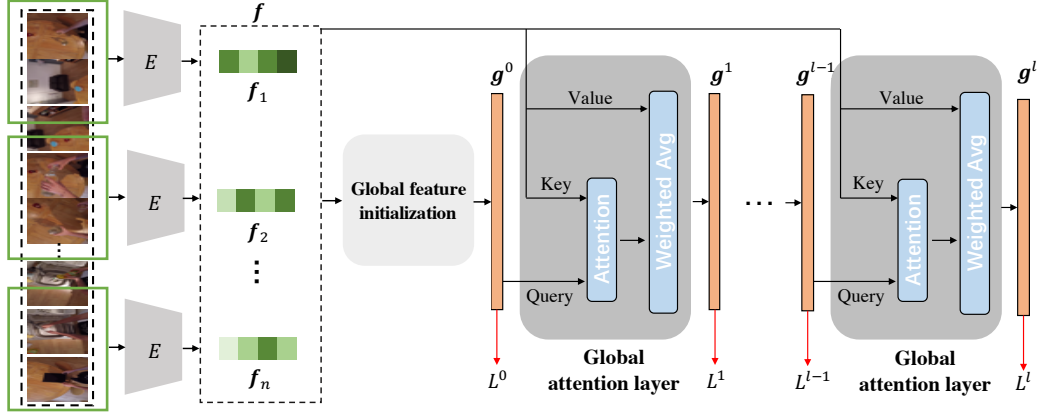 f
E
f₁
E
f₂
E
fₙ
Global feature
initialization
g⁰
Value
Key
Query
Attention
Weighted Avg
g¹
Global
attention layer
L⁰
L¹
gˡ⁻¹
Value
Key
Query
Attention
Weighted Avg
gˡ
Global
attention layer
Lˡ⁻¹
Lˡ